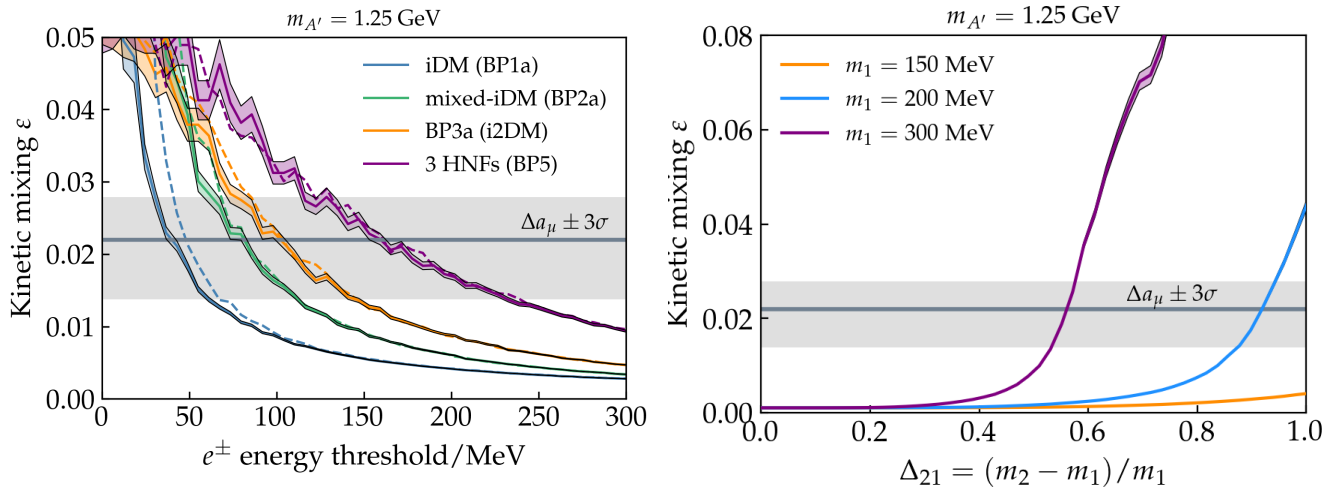 m_{A′} = 1.25 GeV
Kinetic mixing ε
0.05
0.04
0.03
0.02
0.01
0.00
iDM (BP1a)
mixed-iDM (BP2a)
BP3a (i2DM)
3 HNFs (BP5)
Δa_μ ± 3σ
0 50 100 150 200 250 300
e^± energy threshold/MeV
m_{A′} = 1.25 GeV
Kinetic mixing ε
0.08
0.06
0.04
0.02
0.00
m_1 = 150 MeV
m_1 = 200 MeV
m_1 = 300 MeV
Δa_μ ± 3σ
0.0 0.2 0.4 0.6 0.8 1.0
Δ_{21} = (m_2 − m_1)/m_1